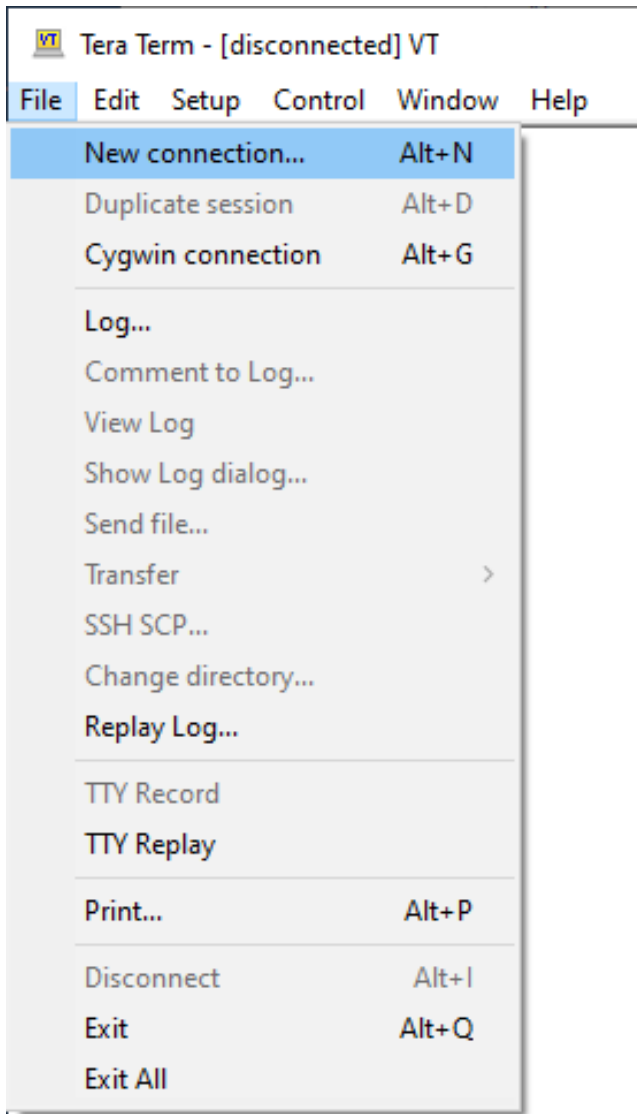 VT Tera Term - [disconnected] VT
File Edit Setup Control Window Help
New connection... Alt+N
Duplicate session Alt+D
Cygwin connection Alt+G
Log...
Comment to Log...
View Log
Show Log dialog...
Send file...
Transfer
SSH SCP...
Change directory...
Replay Log...
TTY Record
TTY Replay
Print... Alt+P
Disconnect Alt+I
Exit Alt+Q
Exit All